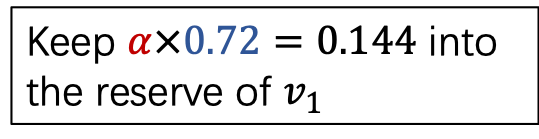 Keep α×0.72 = 0.144 into
the reserve of v₁